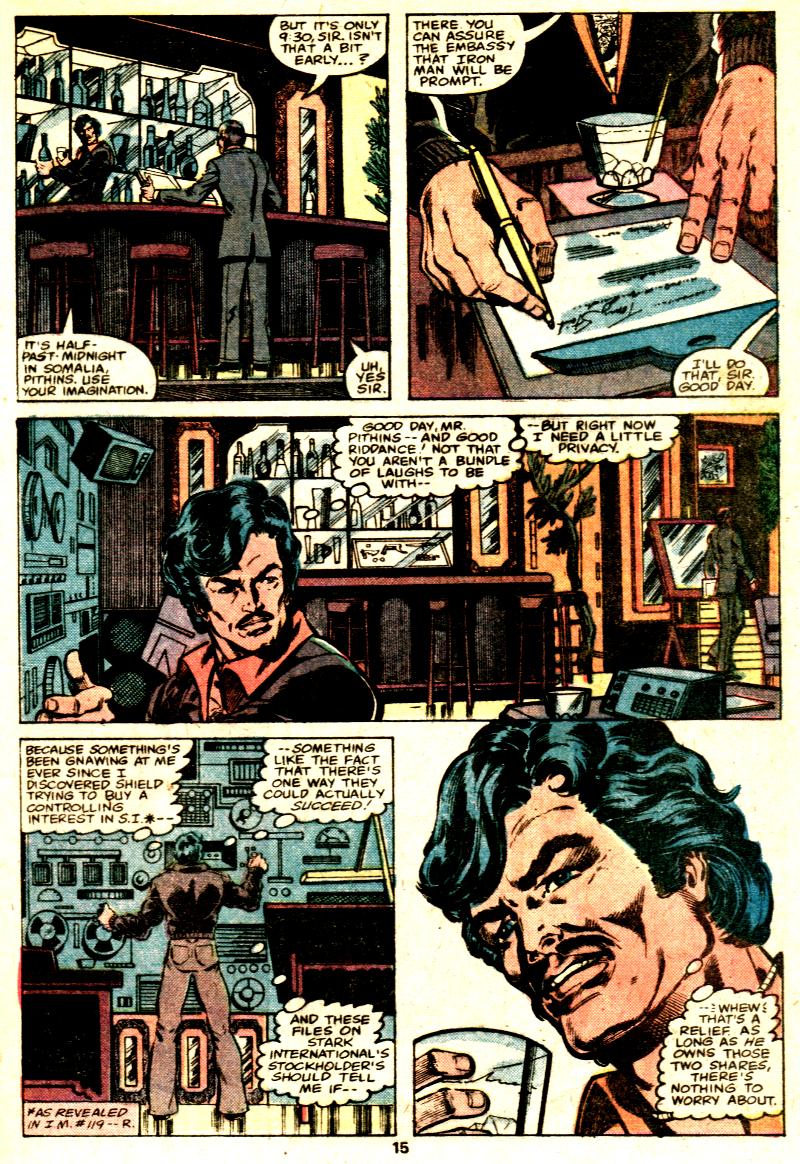 BUT IT'S ONLY
9:30, SIR. ISN'T
THAT A BIT
EARLY...?
IT'S HALF-
PAST-MIDNIGHT
IN SOMALIA,
PITHINS. USE
YOUR IMAGINATION.
UH,
YES
SIR.
THERE YOU
CAN ASSURE
THE EMBASSY
THAT IRON
MAN WILL BE
PROMPT.
Tony Stark
I'LL DO
THAT, SIR.
GOOD DAY.
GOOD DAY, MR.
PITHINS -- AND GOOD
RIDDANCE! NOT THAT
YOU AREN'T A BUNDLE
OF LAUGHS TO BE
WITH--
--BUT RIGHT NOW
I NEED A LITTLE
PRIVACY.
BECAUSE SOMETHING'S
BEEN GNAWING AT ME
EVER SINCE I
DISCOVERED SHIELD
TRYING TO BUY A
CONTROLLING
INTEREST IN S.I.*--
--SOMETHING
LIKE THE FACT
THAT THERE'S
ONE WAY THEY
COULD ACTUALLY
SUCCEED!
AND THESE
FILES ON
STARK
INTERNATIONAL'S
STOCKHOLDER'S
SHOULD TELL
ME IF--
*AS REVEALED
IN I.M. #119 -- R.
--:WHEW:
THAT'S A
RELIEF AS
LONG AS HE
OWNS THOSE
TWO SHARES,
THERE'S
NOTHING TO
WORRY ABOUT.
15